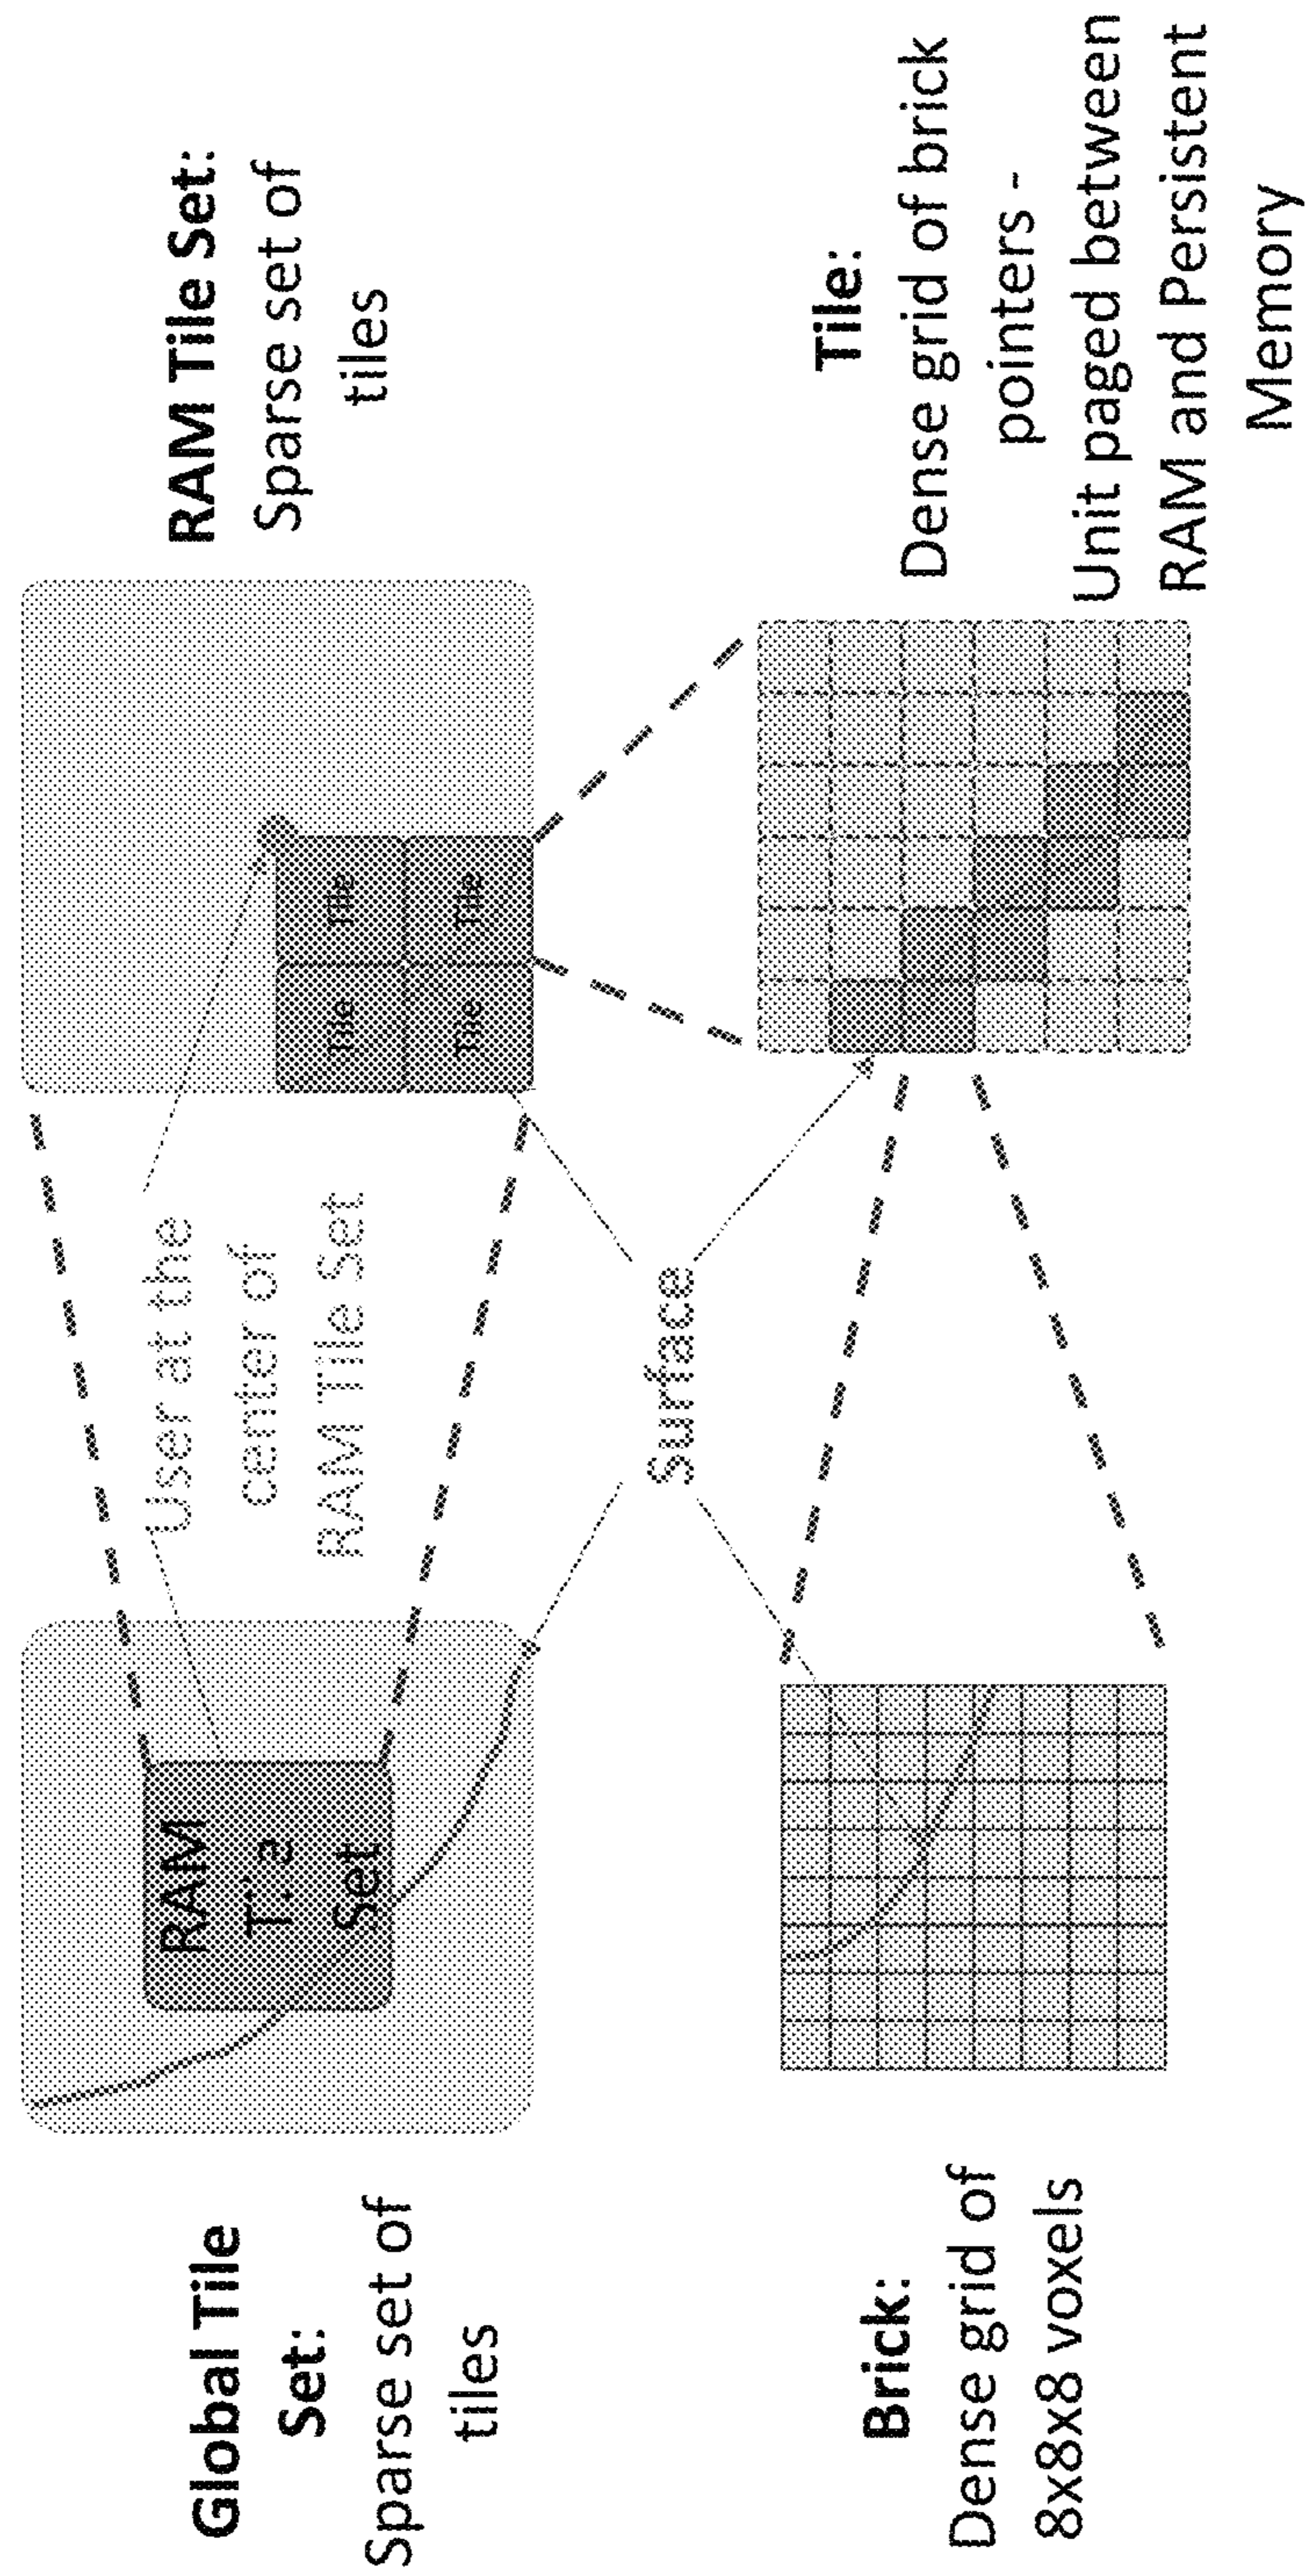 Global Tile
Set:
Sparse set of
tiles
RAM
Tile
Set
User at the
center of
RAM Tile Set
Tile
Tile
Tile
Tile
RAM Tile Set:
Sparse set of
tiles
Surface
Brick:
Dense grid of
8x8x8 voxels
Tile:
Dense grid of brick
pointers -
Unit paged between
RAM and Persistent
Memory